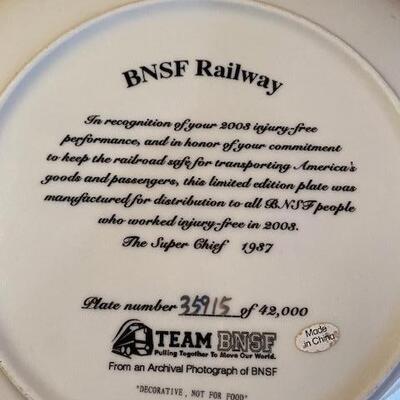 BNSF Railway
In recognition of your 2003 injury-free
performance, and in honor of your commitment
to keep the railroad safe for transporting America's
goods and passengers, this limited edition plate was
manufactured for distribution to all BNSF people
who worked injury-free in 2003.
The Super Chief 1937
Plate number 35915 of 42,000
TEAM BNSF
Pulling Together To Move Our World.
Made in China
From an Archival Photograph of BNSF
"DECORATIVE, NOT FOR FOOD"